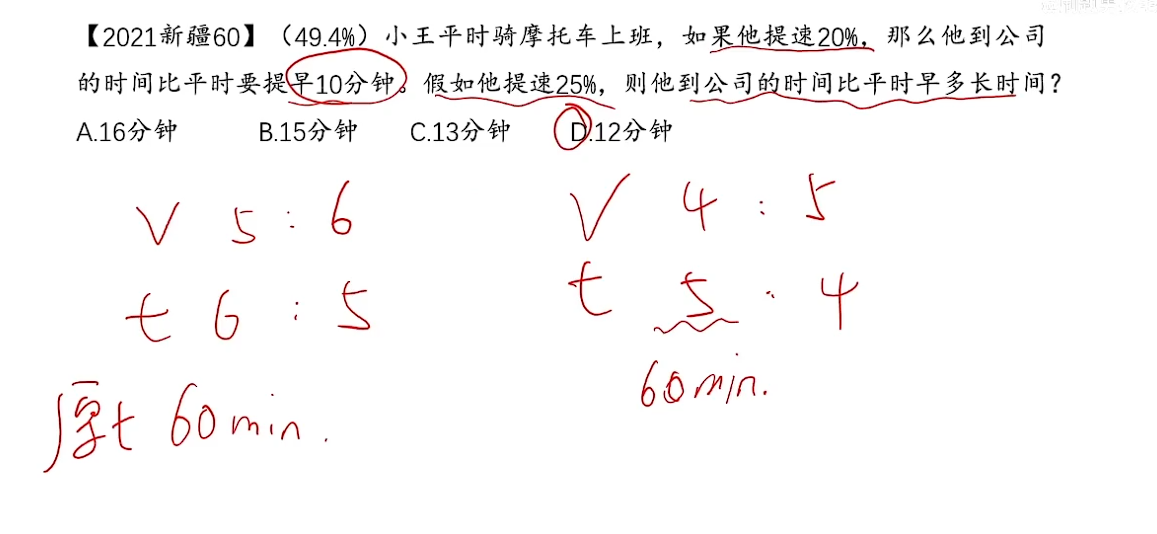 【2021新疆60】（49.4%）小王平时骑摩托车上班，如果他提速20%，那么他到公司
的时间比平时要提早10分钟。假如他提速25%，则他到公司的时间比平时早多长时间？
A.16分钟 B.15分钟 C.13分钟 D.12分钟
V 5 : 6 V 4 : 5
t 6 : 5 t 5 : 4
60min.
原t 60min.